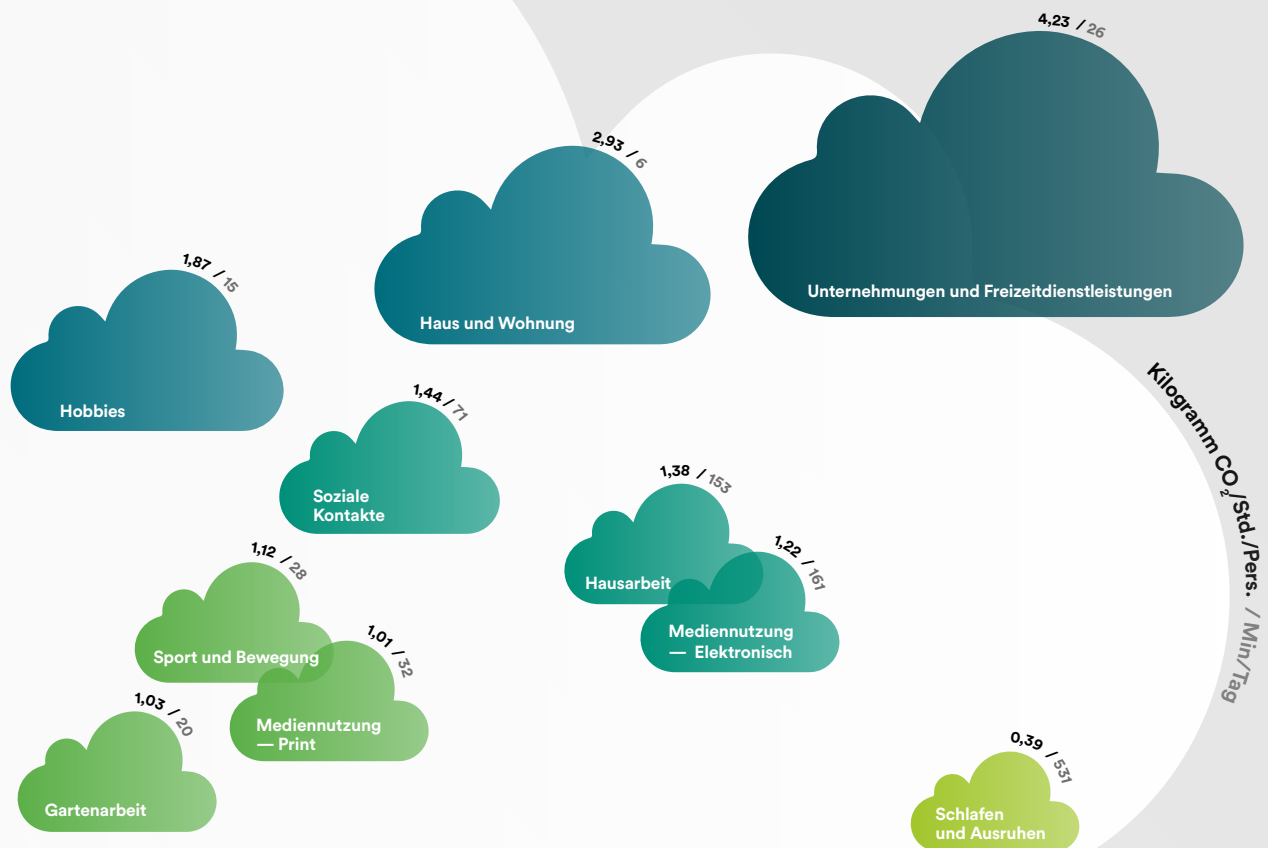 4,23 / 26
Unternehmungen und Freizeitdienstleistungen
2,93 / 6
Haus und Wohnung
1,87 / 15
Hobbies
Kilogramm CO₂/Std./Pers. / Min/Tag
1,44 / 71
Soziale
Kontakte
1,38 / 153
Hausarbeit
1,22 / 161
Mediennutzung
— Elektronisch
1,12 / 28
Sport und Bewegung
1,01 / 32
Mediennutzung
— Print
1,03 / 20
Gartenarbeit
0,39 / 531
Schlafen
und Ausruhen